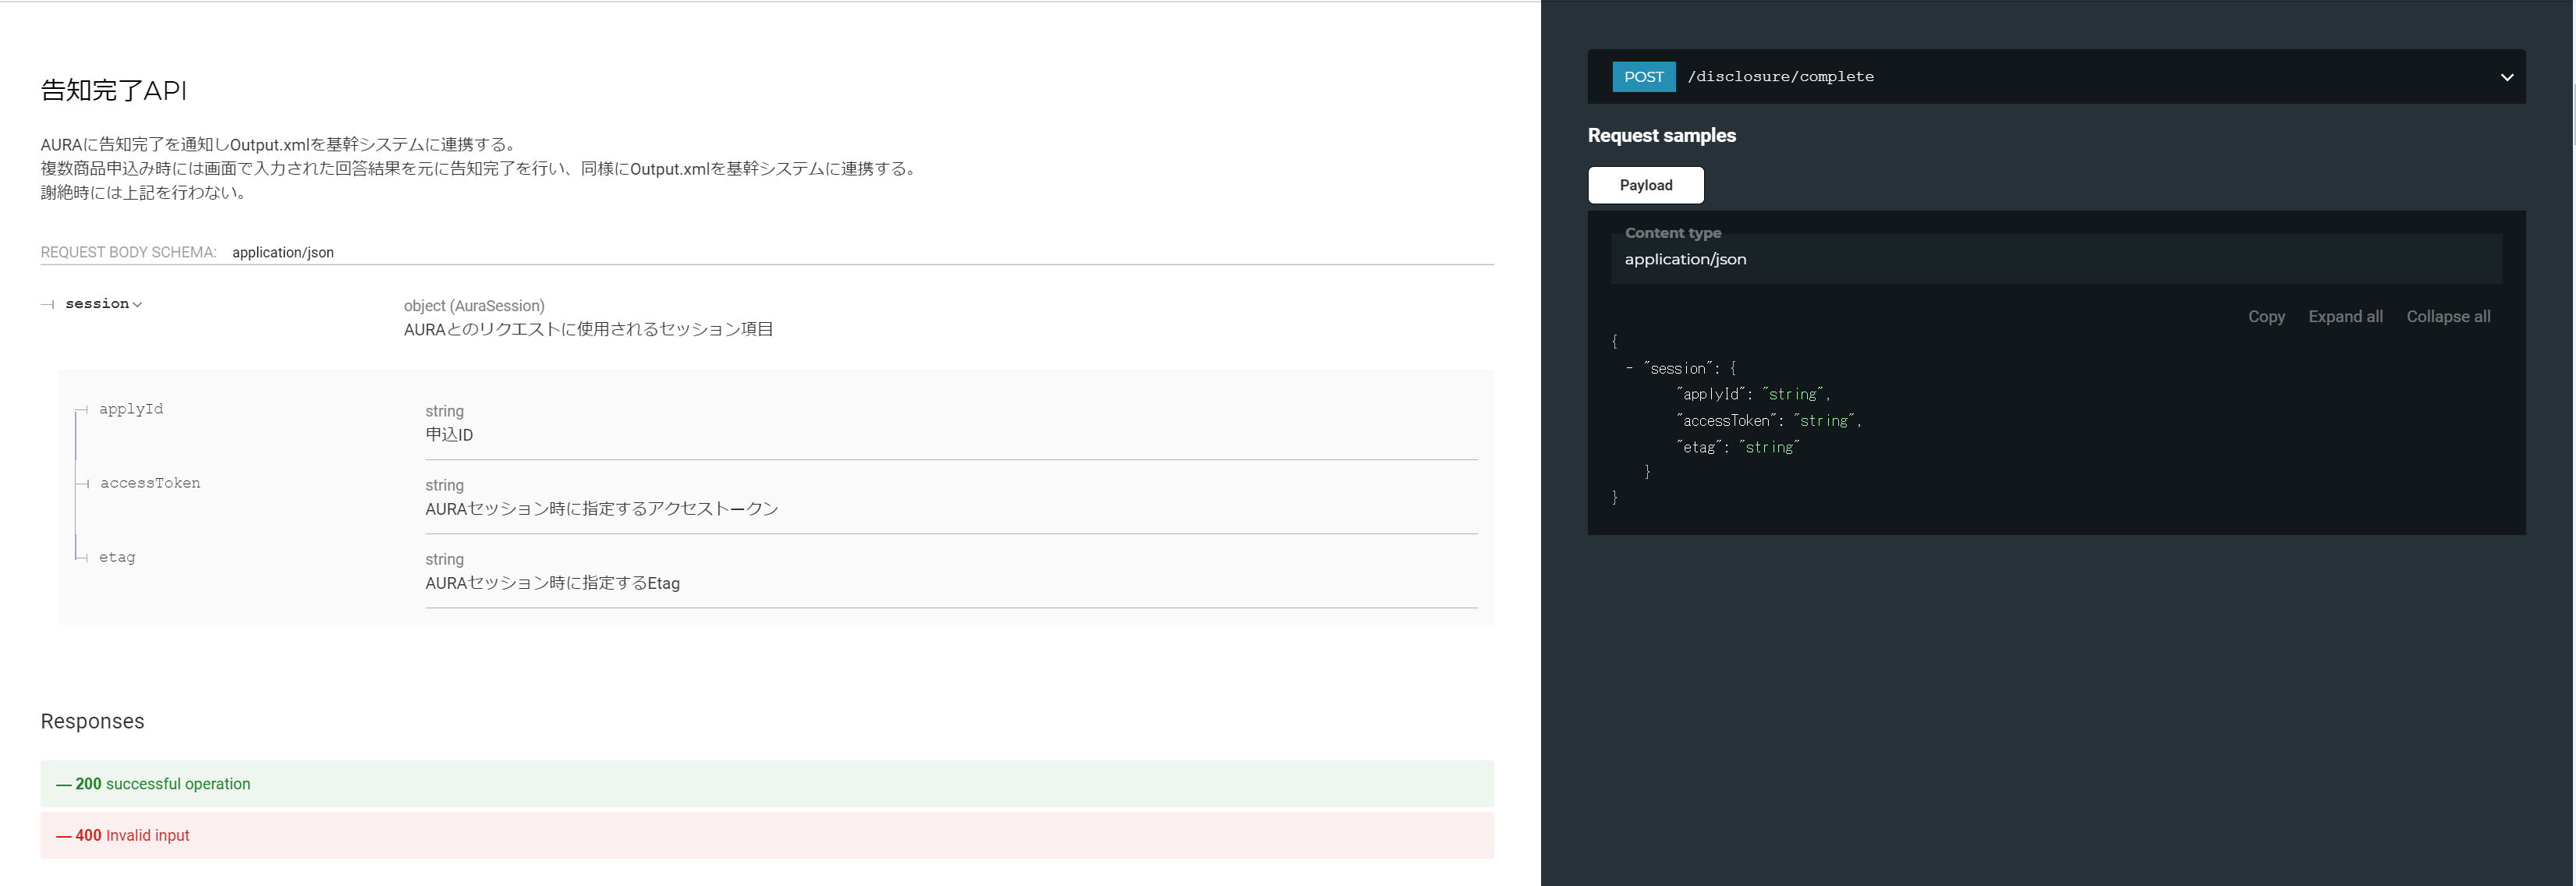 告知完了API
AURAに告知完了を通知しOutput.xmlを基幹システムに連携する。
複数商品申込み時には画面で入力された回答結果を元に告知完了を行い、同様にOutput.xmlを基幹システムに連携する。
謝絶時には上記を行わない。
REQUEST BODY SCHEMA: application/json
session
object (AuraSession)
AURAとのリクエストに使用されるセッション項目
applyId
string
申込ID
accessToken
string
AURAセッション時に指定するアクセストークン
etag
string
AURAセッション時に指定するEtag
Responses
— 200 successful operation
— 400 Invalid input
POST /disclosure/complete
Request samples
Payload
Content type
application/json
Copy Expand all Collapse all
{
- "session": {
"applyId": "string",
"accessToken": "string",
"etag": "string"
}
}